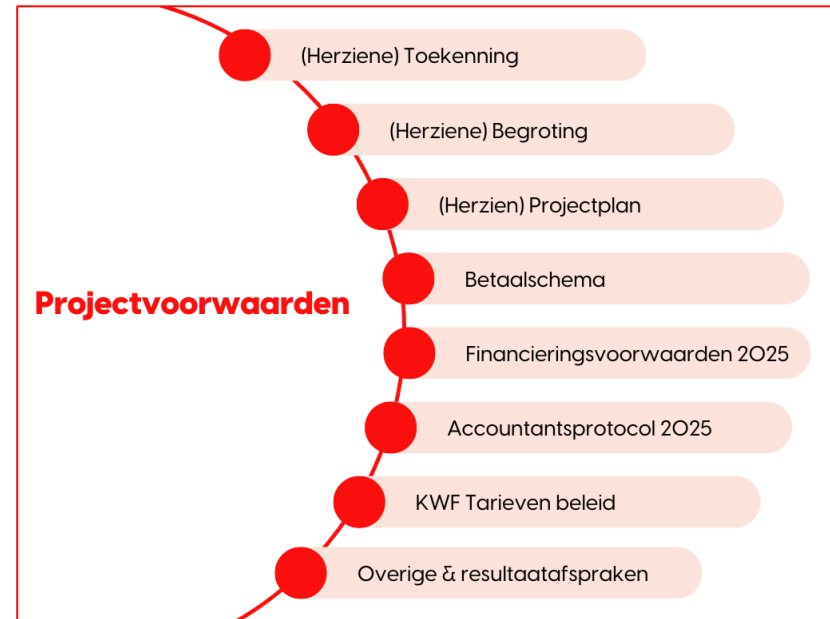 (Herziene) Toekenning
(Herziene) Begroting
(Herzien) Projectplan
Betaalschema
Projectvoorwaarden
Financieringsvoorwaarden 2025
Accountantsprotocol 2025
KWF Tarieven beleid
Overige & resultaatafspraken